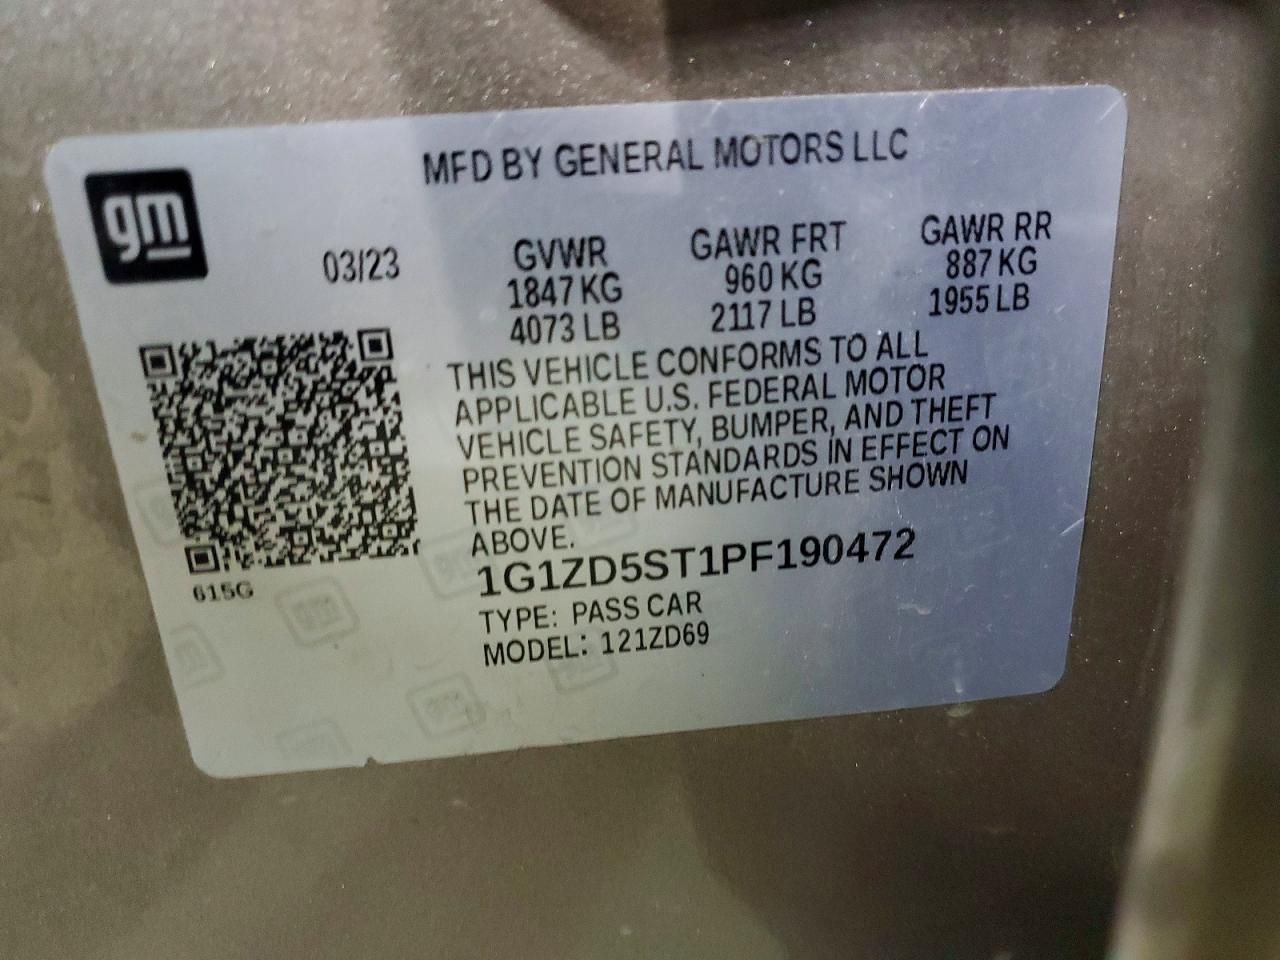 gm
MFD BY GENERAL MOTORS LLC
03/23
GVWR GAWR FRT GAWR RR
1847 KG 960 KG 887 KG
4073 LB 2117 LB 1955 LB
THIS VEHICLE CONFORMS TO ALL
APPLICABLE U.S. FEDERAL MOTOR
VEHICLE SAFETY, BUMPER, AND THEFT
PREVENTION STANDARDS IN EFFECT ON
THE DATE OF MANUFACTURE SHOWN
ABOVE.
1G1ZD5ST1PF190472
TYPE: PASS CAR
MODEL: 121ZD69
615G